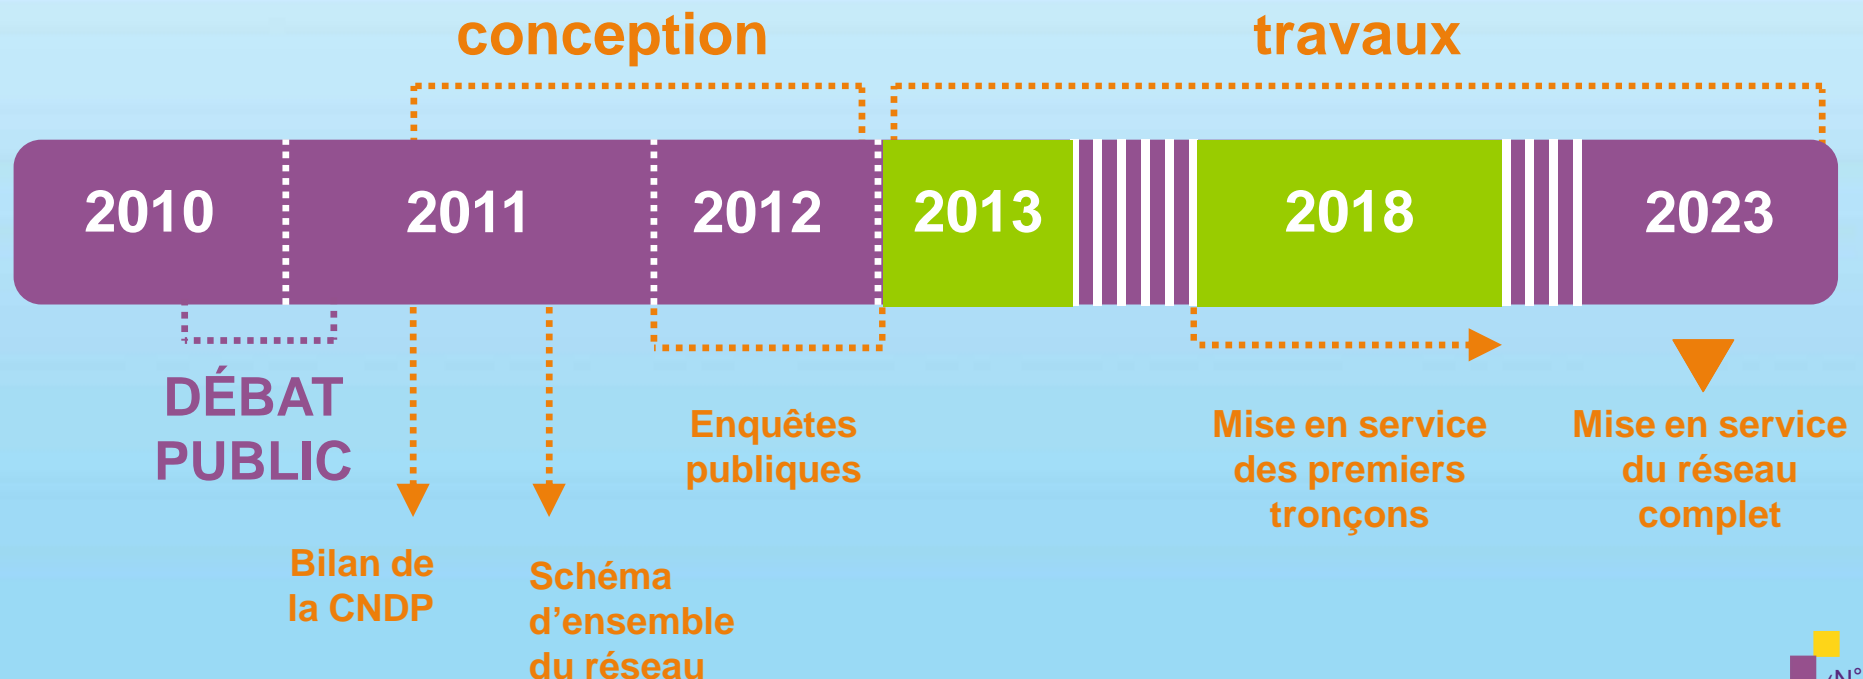 conception
travaux
2010
2011
2012
2013
2018
2023
DÉBAT
PUBLIC
Bilan de
la CNDP
Schéma
d’ensemble
du réseau
Enquêtes
publiques
Mise en service
des premiers
tronçons
Mise en service
du réseau
complet
N°